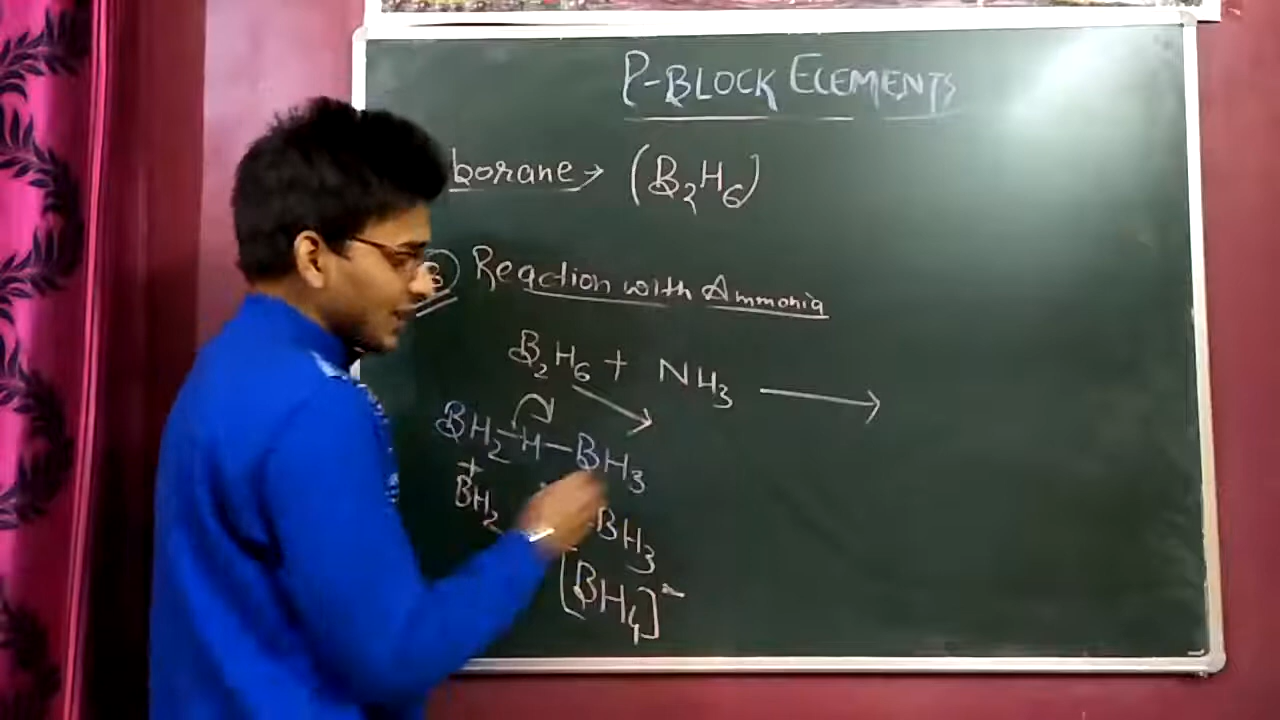 P-BLOCK ELEMENTS
borane → (B₂H₆)
Reaction with Ammonia
B₂H₆ + NH₃ ⟶
BH₂-H-BH₃
+
BH₂
BH₃
[BH₄]⁻